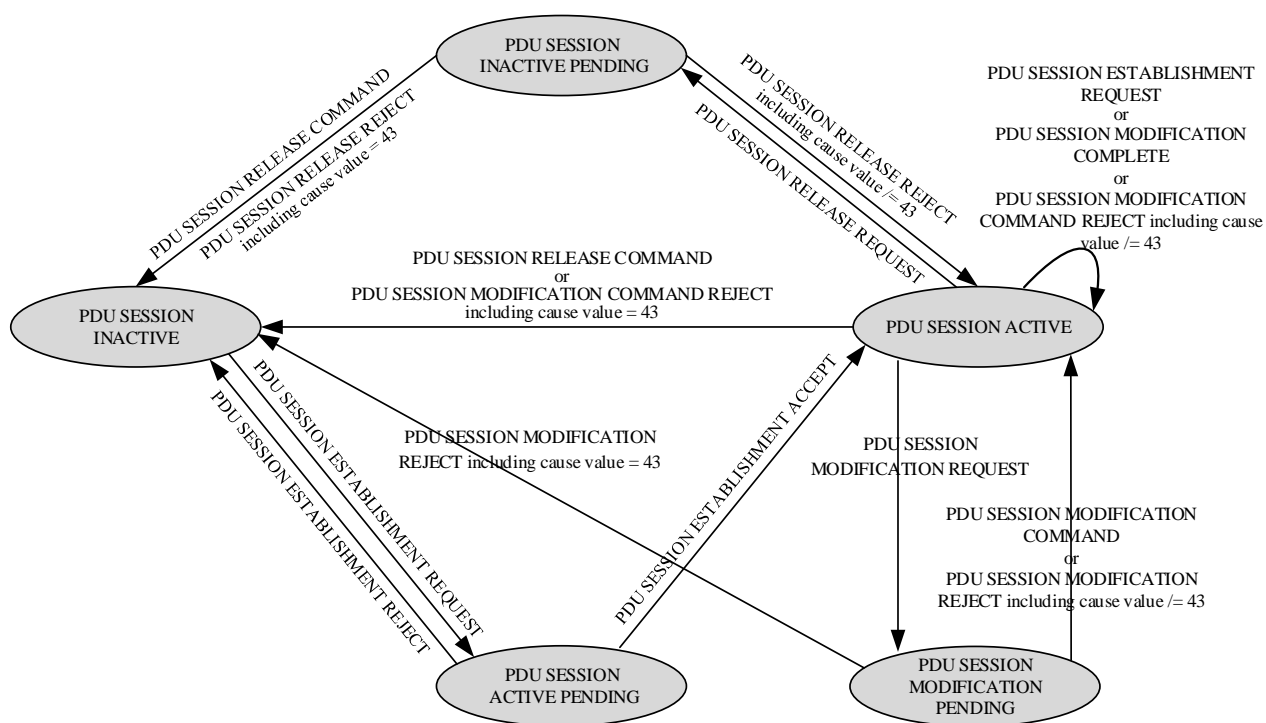 PDU SESSION
INACTIVE PENDING
PDU SESSION RELEASE COMMAND
PDU SESSION RELEASE REJECT
including cause value = 43
PDU SESSION RELEASE REJECT
including cause value /= 43
PDU SESSION RELEASE REQUEST
PDU SESSION ESTABLISHMENT
REQUEST
or
PDU SESSION MODIFICATION
COMPLETE
or
PDU SESSION MODIFICATION
COMMAND REJECT including cause
value /= 43
PDU SESSION RELEASE COMMAND
or
PDU SESSION MODIFICATION COMMAND REJECT
including cause value = 43
PDU SESSION
INACTIVE
PDU SESSION ACTIVE
PDU SESSION ESTABLISHMENT REQUEST
PDU SESSION ESTABLISHMENT REJECT
PDU SESSION MODIFICATION
REJECT including cause value = 43
PDU SESSION ESTABLISHMENT ACCEPT
PDU SESSION
MODIFICATION REQUEST
PDU SESSION MODIFICATION
COMMAND
or
PDU SESSION MODIFICATION
REJECT including cause value /= 43
PDU SESSION
ACTIVE PENDING
PDU SESSION
MODIFICATION
PENDING